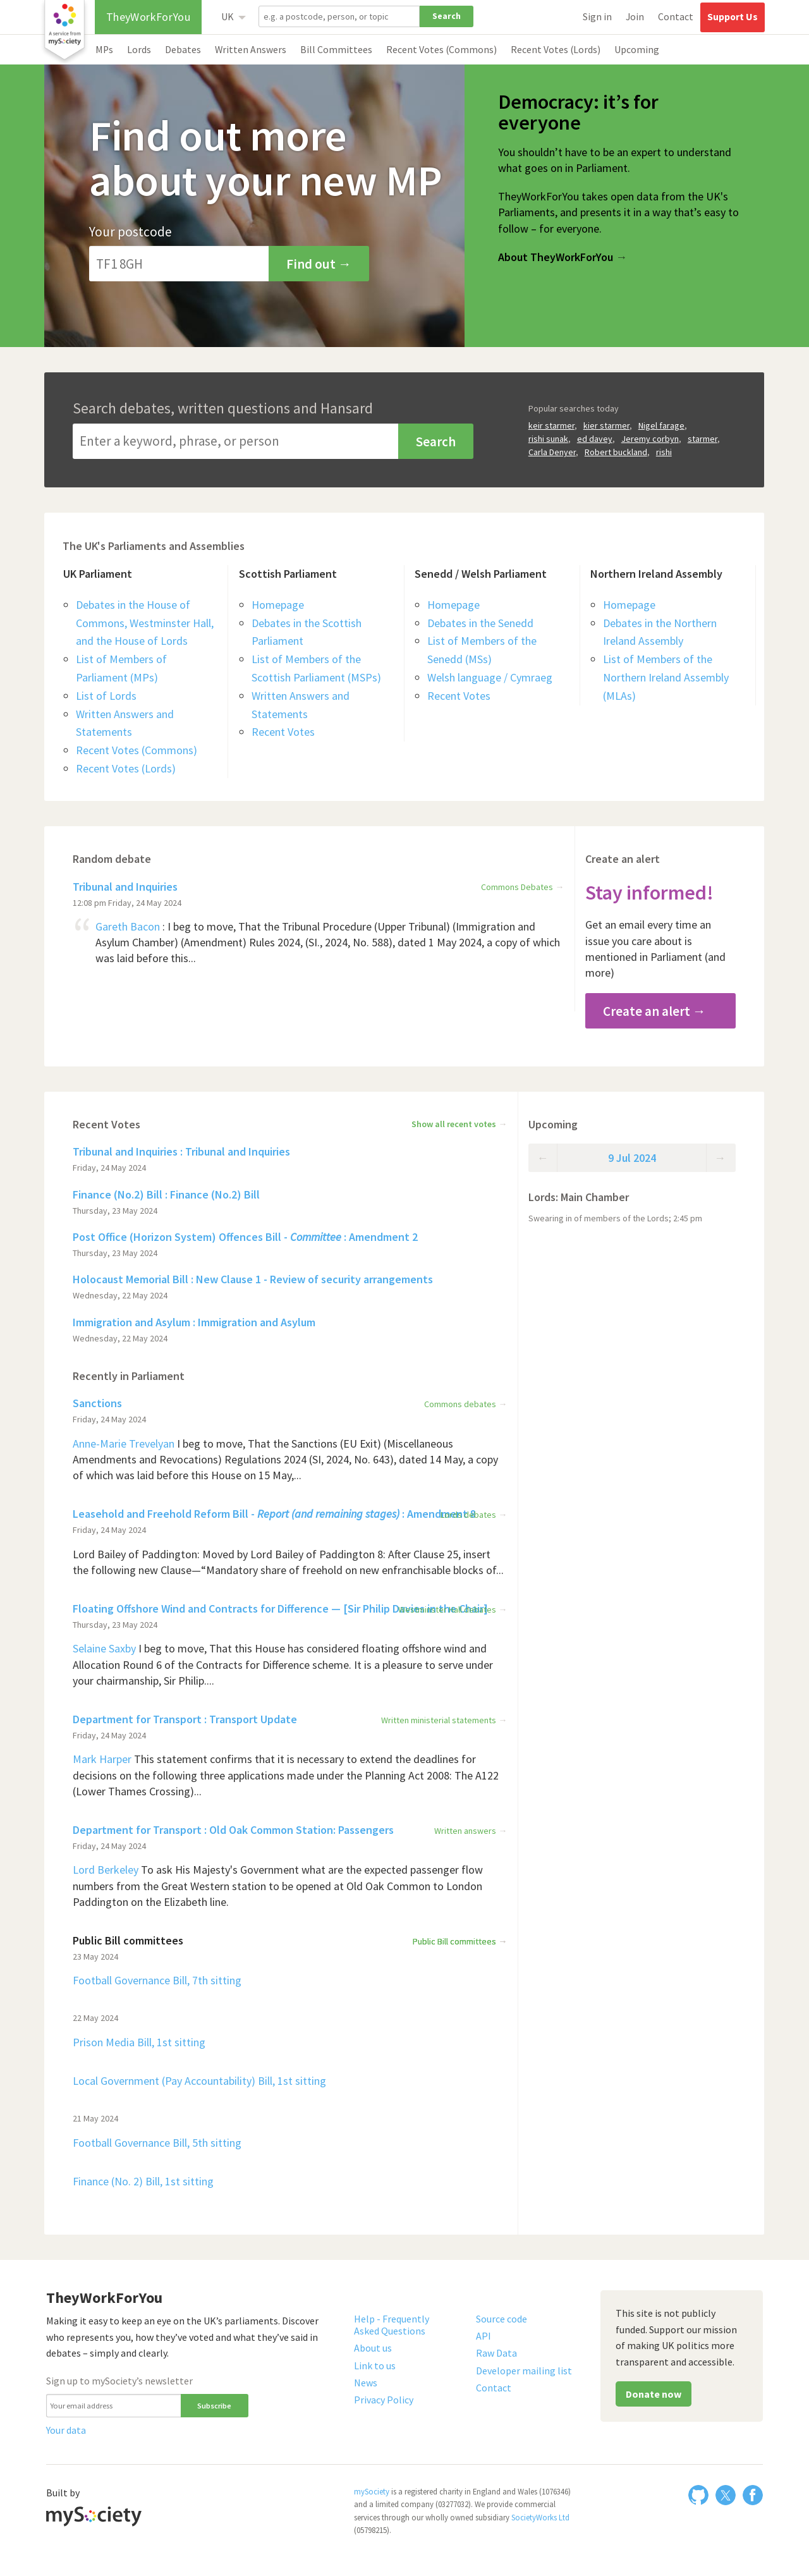 A service from
mySociety
TheyWorkForYou
UK
e.g. a postcode, person, or topic
Search
Sign in
Join
Contact
Support Us
MPs
Lords
Debates
Written Answers
Bill Committees
Recent Votes (Commons)
Recent Votes (Lords)
Upcoming
Find out more
about your new MP
Your postcode
TF1 8GH
Find out →
Democracy: it’s for
everyone
You shouldn’t have to be an expert to understand
what goes on in Parliament.
TheyWorkForYou takes open data from the UK's
Parliaments, and presents it in a way that’s easy to
follow – for everyone.
About TheyWorkForYou →
Search debates, written questions and Hansard
Enter a keyword, phrase, or person
Search
Popular searches today
keir starmer, kier starmer, Nigel farage,
rishi sunak, ed davey, Jeremy corbyn, starmer,
Carla Denyer, Robert buckland, rishi
The UK's Parliaments and Assemblies
UK Parliament
Debates in the House of
Commons, Westminster Hall,
and the House of Lords
List of Members of
Parliament (MPs)
List of Lords
Written Answers and
Statements
Recent Votes (Commons)
Recent Votes (Lords)
Scottish Parliament
Homepage
Debates in the Scottish
Parliament
List of Members of the
Scottish Parliament (MSPs)
Written Answers and
Statements
Recent Votes
Senedd / Welsh Parliament
Homepage
Debates in the Senedd
List of Members of the
Senedd (MSs)
Welsh language / Cymraeg
Recent Votes
Northern Ireland Assembly
Homepage
Debates in the Northern
Ireland Assembly
List of Members of the
Northern Ireland Assembly
(MLAs)
Random debate
Tribunal and Inquiries
Commons Debates →
12:08 pm Friday, 24 May 2024
“ Gareth Bacon : I beg to move, That the Tribunal Procedure (Upper Tribunal) (Immigration and
Asylum Chamber) (Amendment) Rules 2024, (S.I., 2024, No. 588), dated 1 May 2024, a copy of which
was laid before this...
Create an alert
Stay informed!
Get an email every time an
issue you care about is
mentioned in Parliament (and
more)
Create an alert →
Recent Votes
Show all recent votes →
Tribunal and Inquiries : Tribunal and Inquiries
Friday, 24 May 2024
Finance (No.2) Bill : Finance (No.2) Bill
Thursday, 23 May 2024
Post Office (Horizon System) Offences Bill - Committee : Amendment 2
Thursday, 23 May 2024
Holocaust Memorial Bill : New Clause 1 - Review of security arrangements
Wednesday, 22 May 2024
Immigration and Asylum : Immigration and Asylum
Wednesday, 22 May 2024
Upcoming
← 9 Jul 2024 →
Lords: Main Chamber
Swearing in of members of the Lords; 2:45 pm
Recently in Parliament
Sanctions
Commons debates →
Friday, 24 May 2024
Anne-Marie Trevelyan I beg to move, That the Sanctions (EU Exit) (Miscellaneous
Amendments and Revocations) Regulations 2024 (SI, 2024, No. 643), dated 14 May, a copy
of which was laid before this House on 15 May,...
Leasehold and Freehold Reform Bill - Report (and remaining stages) : Amendment 8
Lords debates →
Friday, 24 May 2024
Lord Bailey of Paddington: Moved by Lord Bailey of Paddington 8: After Clause 25, insert
the following new Clause—“Mandatory share of freehold on new enfranchisable blocks of...
Floating Offshore Wind and Contracts for Difference — [Sir Philip Davies in the Chair]
Westminster Hall debates →
Thursday, 23 May 2024
Selaine Saxby I beg to move, That this House has considered floating offshore wind and
Allocation Round 6 of the Contracts for Difference scheme. It is a pleasure to serve under
your chairmanship, Sir Philip....
Department for Transport : Transport Update
Written ministerial statements →
Friday, 24 May 2024
Mark Harper This statement confirms that it is necessary to extend the deadlines for
decisions on the following three applications made under the Planning Act 2008: The A122
(Lower Thames Crossing)...
Department for Transport : Old Oak Common Station: Passengers
Written answers →
Friday, 24 May 2024
Lord Berkeley To ask His Majesty's Government what are the expected passenger flow
numbers from the Great Western station to be opened at Old Oak Common to London
Paddington on the Elizabeth line.
Public Bill committees
Public Bill committees →
23 May 2024
Football Governance Bill, 7th sitting
22 May 2024
Prison Media Bill, 1st sitting
Local Government (Pay Accountability) Bill, 1st sitting
21 May 2024
Football Governance Bill, 5th sitting
Finance (No. 2) Bill, 1st sitting
TheyWorkForYou
Making it easy to keep an eye on the UK’s parliaments. Discover
who represents you, how they’ve voted and what they’ve said in
debates – simply and clearly.
Sign up to mySociety’s newsletter
Your email address
Subscribe
Your data
Help - Frequently
Asked Questions
About us
Link to us
News
Privacy Policy
Source code
API
Raw Data
Developer mailing list
Contact
This site is not publicly
funded. Support our mission
of making UK politics more
transparent and accessible.
Donate now
Built by
mySociety
mySociety is a registered charity in England and Wales (1076346)
and a limited company (03277032). We provide commercial
services through our wholly owned subsidiary SocietyWorks Ltd
(05798215).